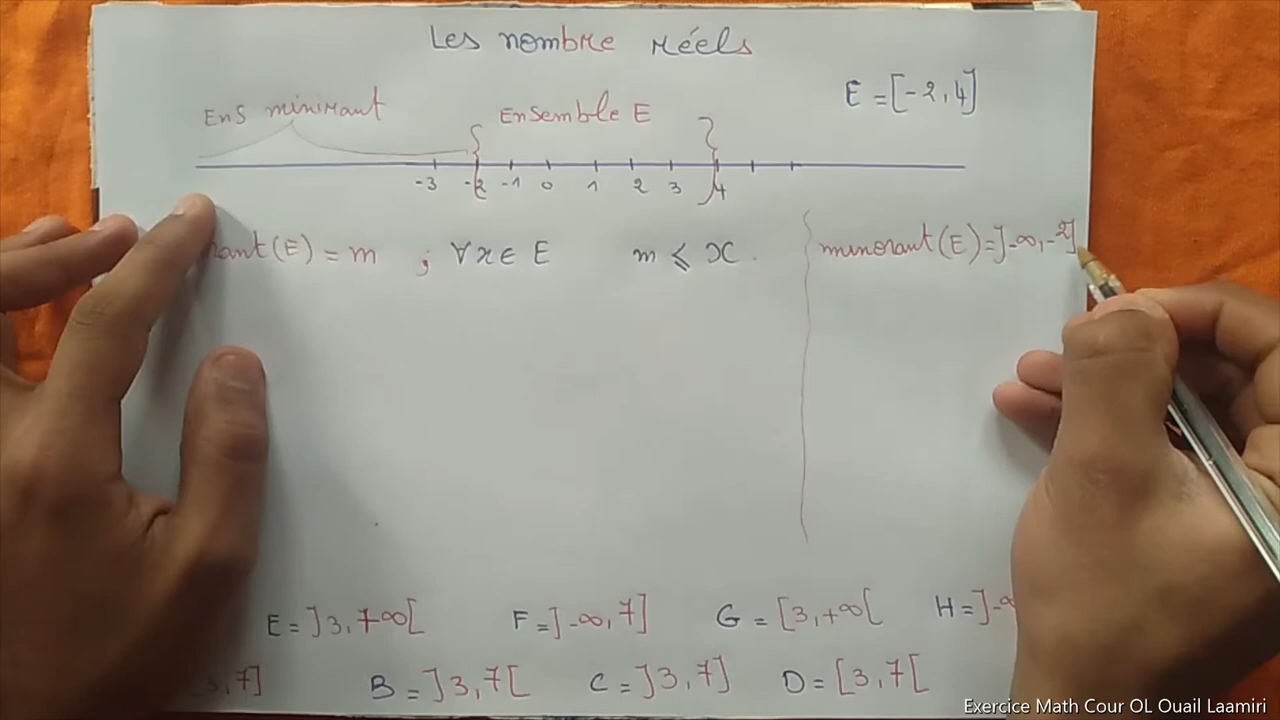 Les nombre réels
E = [-2, 4]
Ens minirant
Ensemble E
-3 -2 -1 0 1 2 3 4
rant(E) = m ; ∀x∈ E m ⩽ x.
minorant(E)=]-∞,-2]
E = ]3,+∞[ F = ]-∞, 7] G = [3,+∞[ H = ]-∞
3,7] B = ]3,7[ C = ]3,7] D = [3,7[
Exercice Math Cour OL Ouail Laamiri